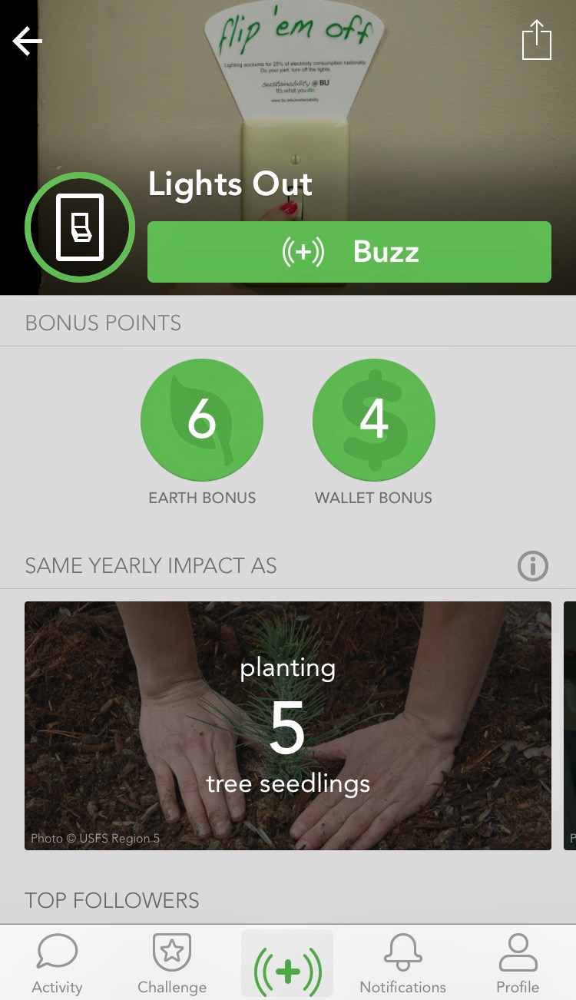 flip 'em off
Lighting accounts for 25% of electricity consumption nationally.
Do your part, turn off the lights.
sustainability @ BU
It's what you do.
www.bu.edu/sustainability
Lights Out
Buzz
BONUS POINTS
6
4
EARTH BONUS
WALLET BONUS
SAME YEARLY IMPACT AS
planting
5
tree seedlings
Photo © USFS Region 5
P
TOP FOLLOWERS
Activity
Challenge
Notifications
Profile